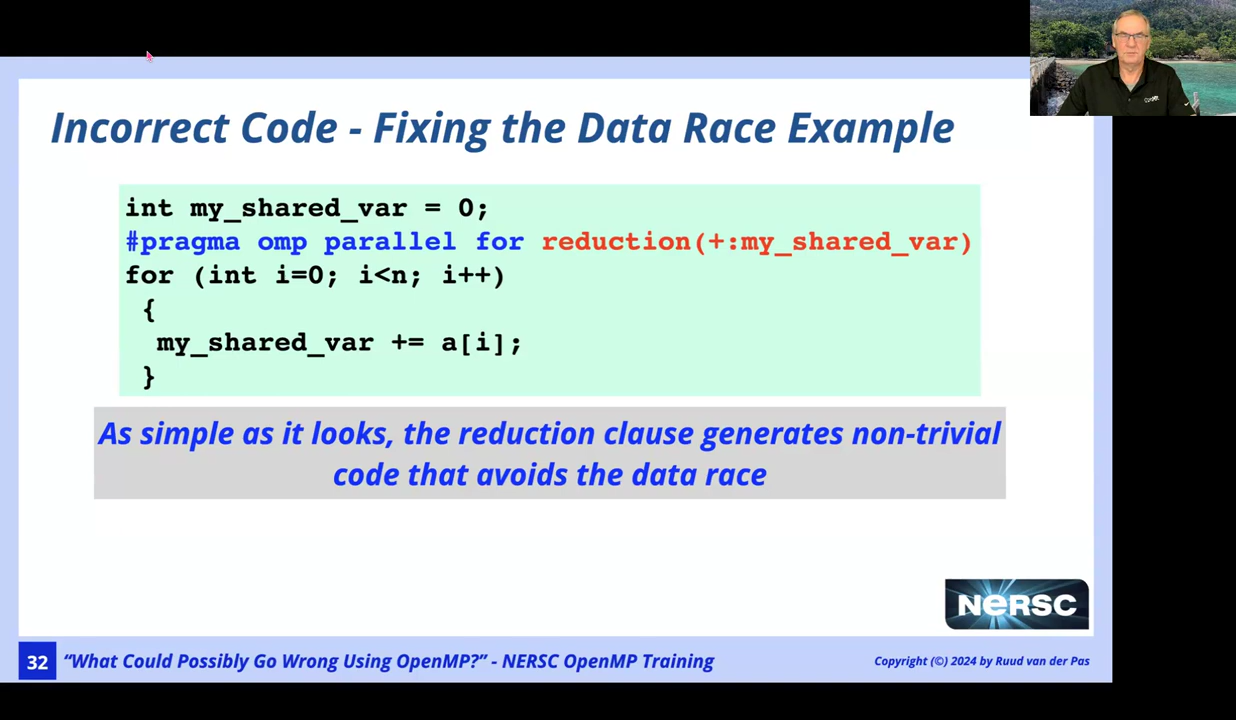 Incorrect Code - Fixing the Data Race Example
int my_shared_var = 0;
#pragma omp parallel for reduction(+:my_shared_var)
for (int i=0; i<n; i++)
{
my_shared_var += a[i];
}
As simple as it looks, the reduction clause generates non-trivial
code that avoids the data race
NeRSC
32 “What Could Possibly Go Wrong Using OpenMP?” - NERSC OpenMP Training
Copyright (©) 2024 by Ruud van der Pas